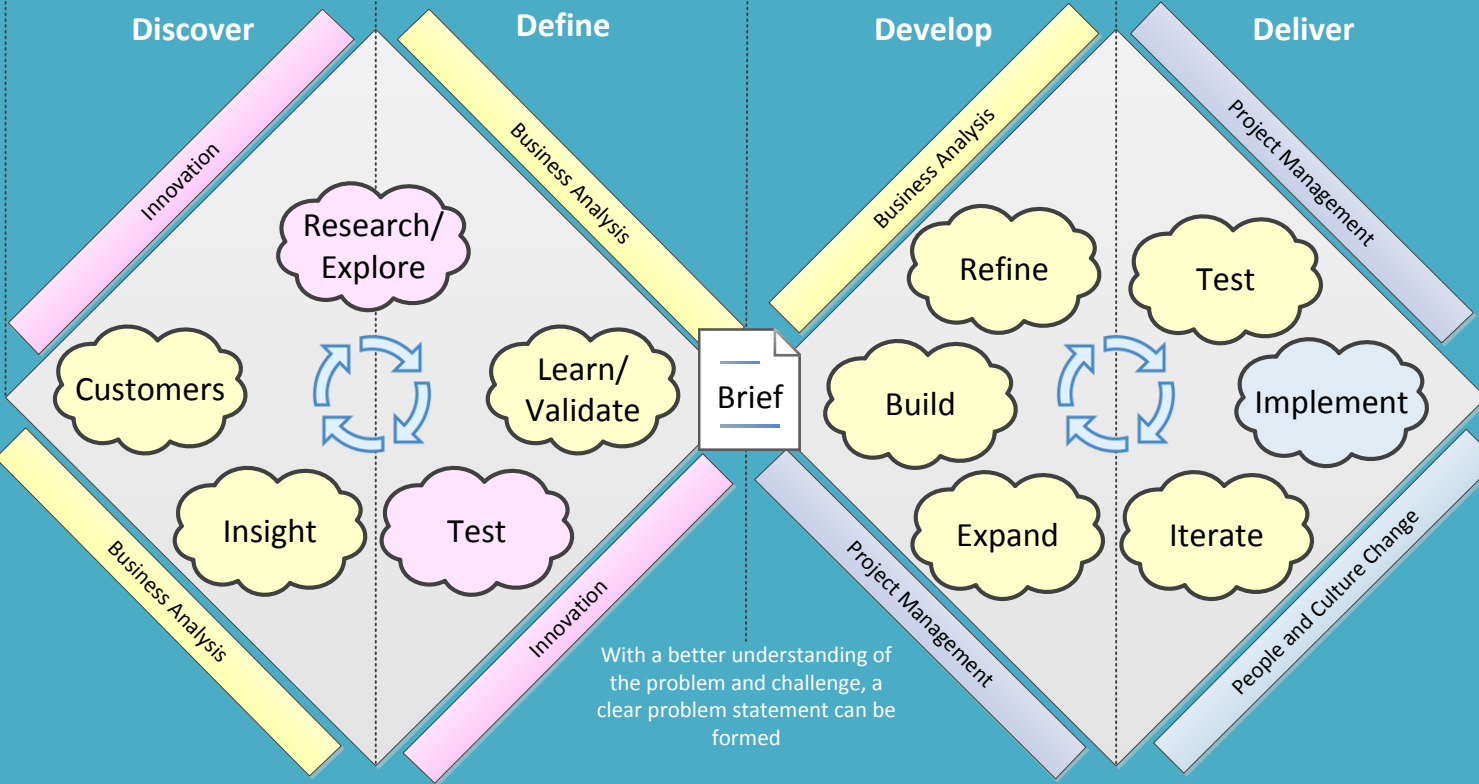 Discover
Define
Develop
Deliver
Innovation
Business Analysis
Research/
Explore
Customers
Learn/
Validate
Insight
Test
Business Analysis
Innovation
Brief
With a better understanding of
the problem and challenge, a
clear problem statement can be
formed
Business Analysis
Project Management
Refine
Test
Build
Implement
Expand
Iterate
Project Management
People and Culture Change